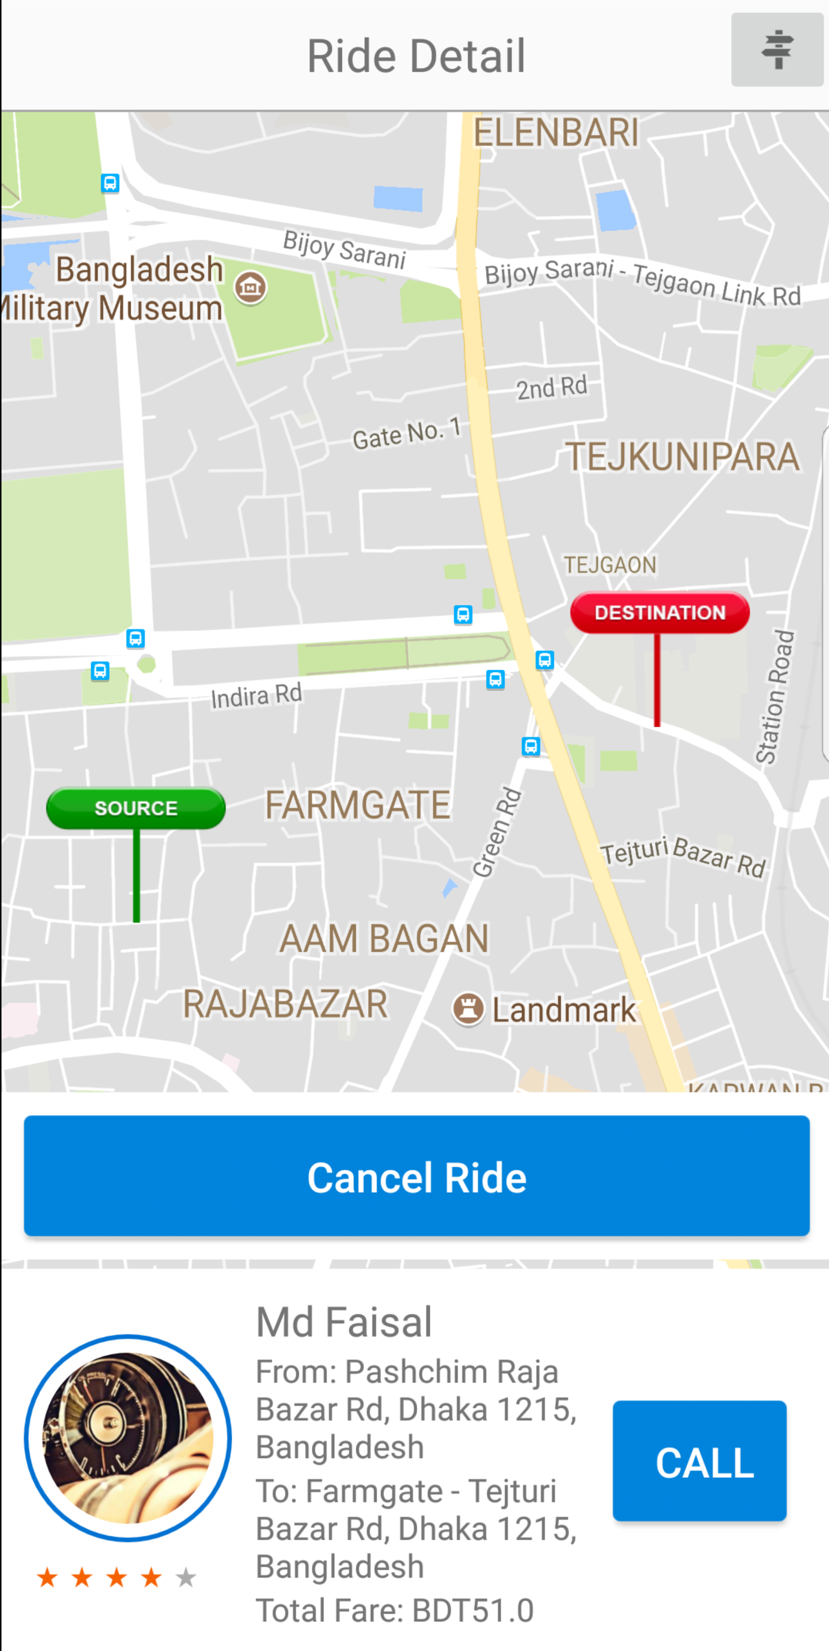 Ride Detail
ELENBARI
Bijoy Sarani
Bijoy Sarani - Tejgaon Link Rd
Bangladesh
Military Museum
2nd Rd
Gate No. 1
TEJKUNIPARA
TEJGAON
DESTINATION
Station Road
Indira Rd
SOURCE
FARMGATE
Green Rd
Tejturi Bazar Rd
AAM BAGAN
RAJABAZAR
Landmark
Cancel Ride
Md Faisal
From: Pashchim Raja
Bazar Rd, Dhaka 1215,
Bangladesh
CALL
To: Farmgate - Tejturi
Bazar Rd, Dhaka 1215,
Bangladesh
Total Fare: BDT51.0